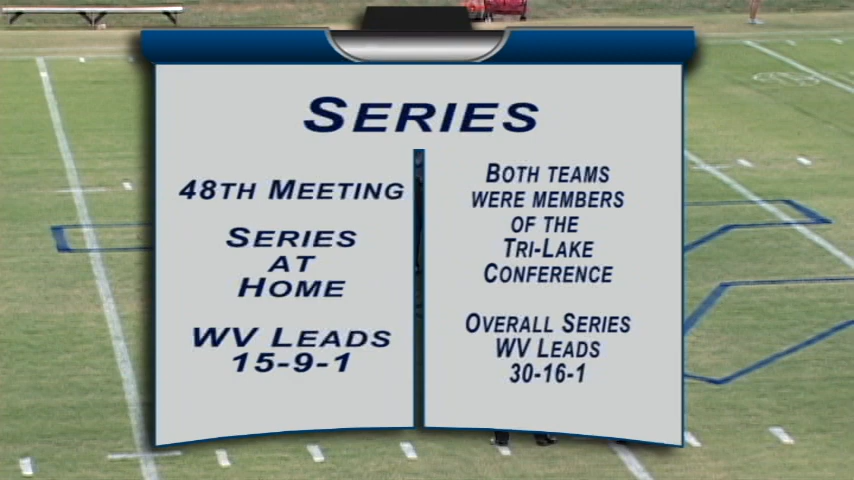 SERIES
48TH MEETING
SERIES
AT
HOME
WV LEADS
15-9-1
BOTH TEAMS
WERE MEMBERS
OF THE
TRI-LAKE
CONFERENCE
OVERALL SERIES
WV LEADS
30-16-1